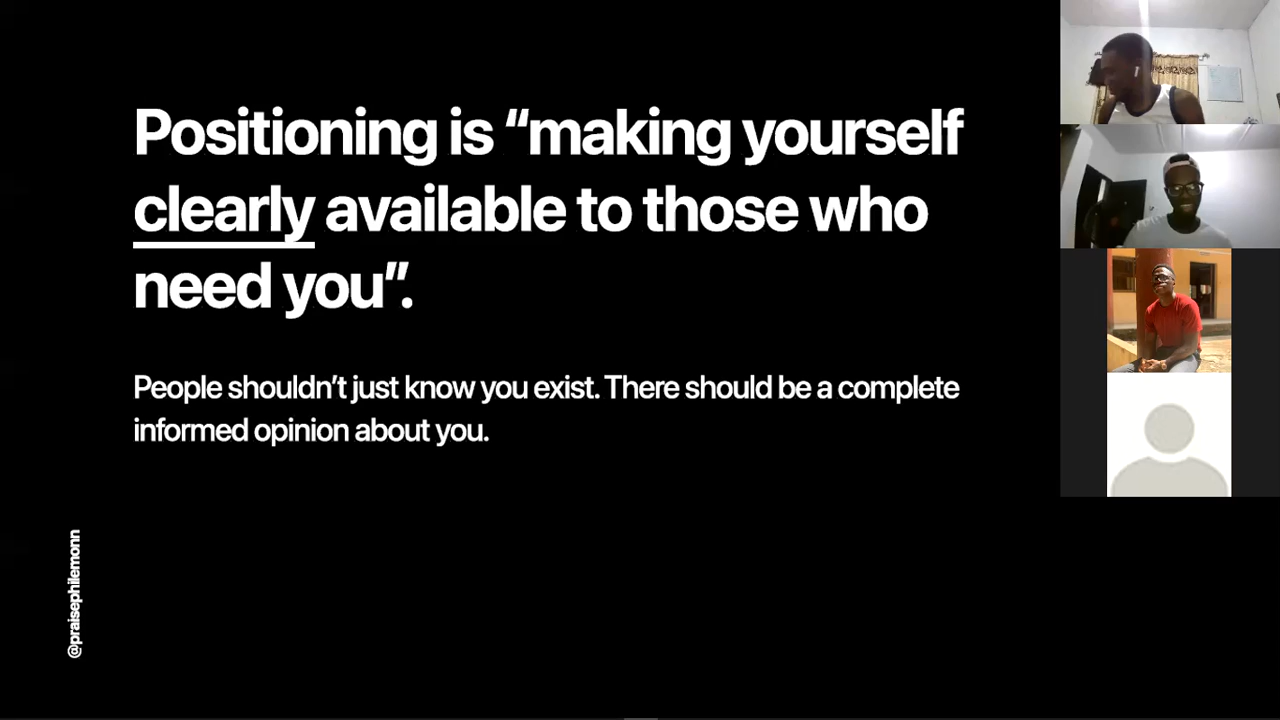 Positioning is “making yourself
clearly available to those who
need you”.
People shouldn’t just know you exist. There should be a complete
informed opinion about you.
@praisephilemonn